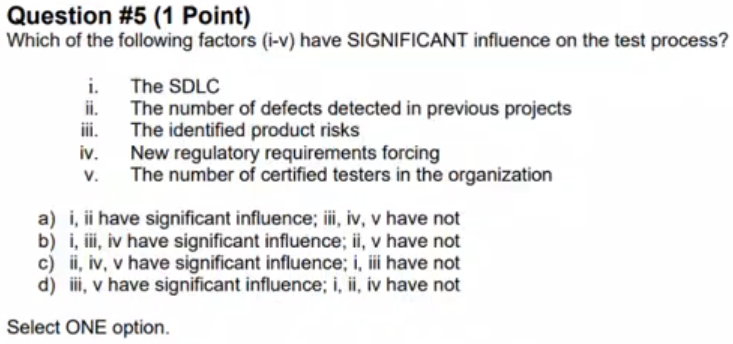 Question #5 (1 Point)
Which of the following factors (i-v) have SIGNIFICANT influence on the test process?
i. The SDLC
ii. The number of defects detected in previous projects
iii. The identified product risks
iv. New regulatory requirements forcing
v. The number of certified testers in the organization
a) i, ii have significant influence; iii, iv, v have not
b) i, iii, iv have significant influence; ii, v have not
c) ii, iv, v have significant influence; i, iii have not
d) iii, v have significant influence; i, ii, iv have not
Select ONE option.